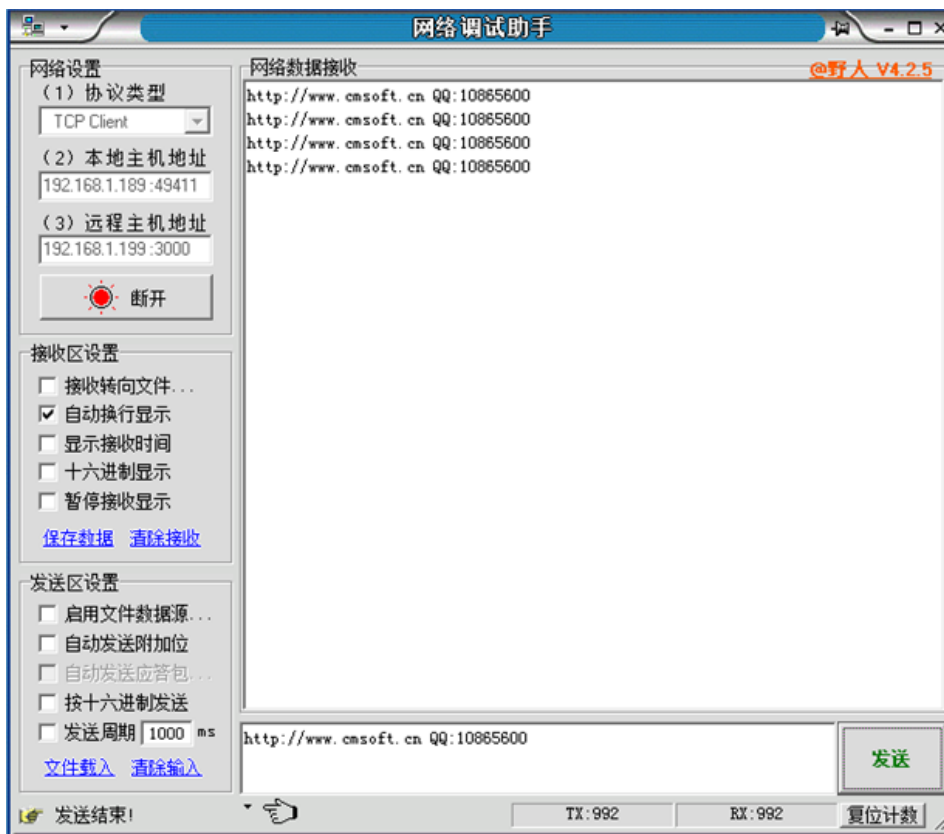 网络调试助手
网络设置
(1) 协议类型
TCP Client
(2) 本地主机地址
192.168.1.189 :49411
(3) 远程主机地址
192.168.1.199 :3000
断开
接收区设置
接收转向文件...
自动换行显示
显示接收时间
十六进制显示
暂停接收显示
保存数据 清除接收
发送区设置
启用文件数据源...
自动发送附加位
自动发送应答包...
按十六进制发送
发送周期 1000 ms
文件载入 清除输入
网络数据接收
@野人 V4.2.5
http://www.cmsoft.cn QQ:10865600
http://www.cmsoft.cn QQ:10865600
http://www.cmsoft.cn QQ:10865600
http://www.cmsoft.cn QQ:10865600
http://www.cmsoft.cn QQ:10865600
发送
发送结束!
TX:992
RX:992
复位计数